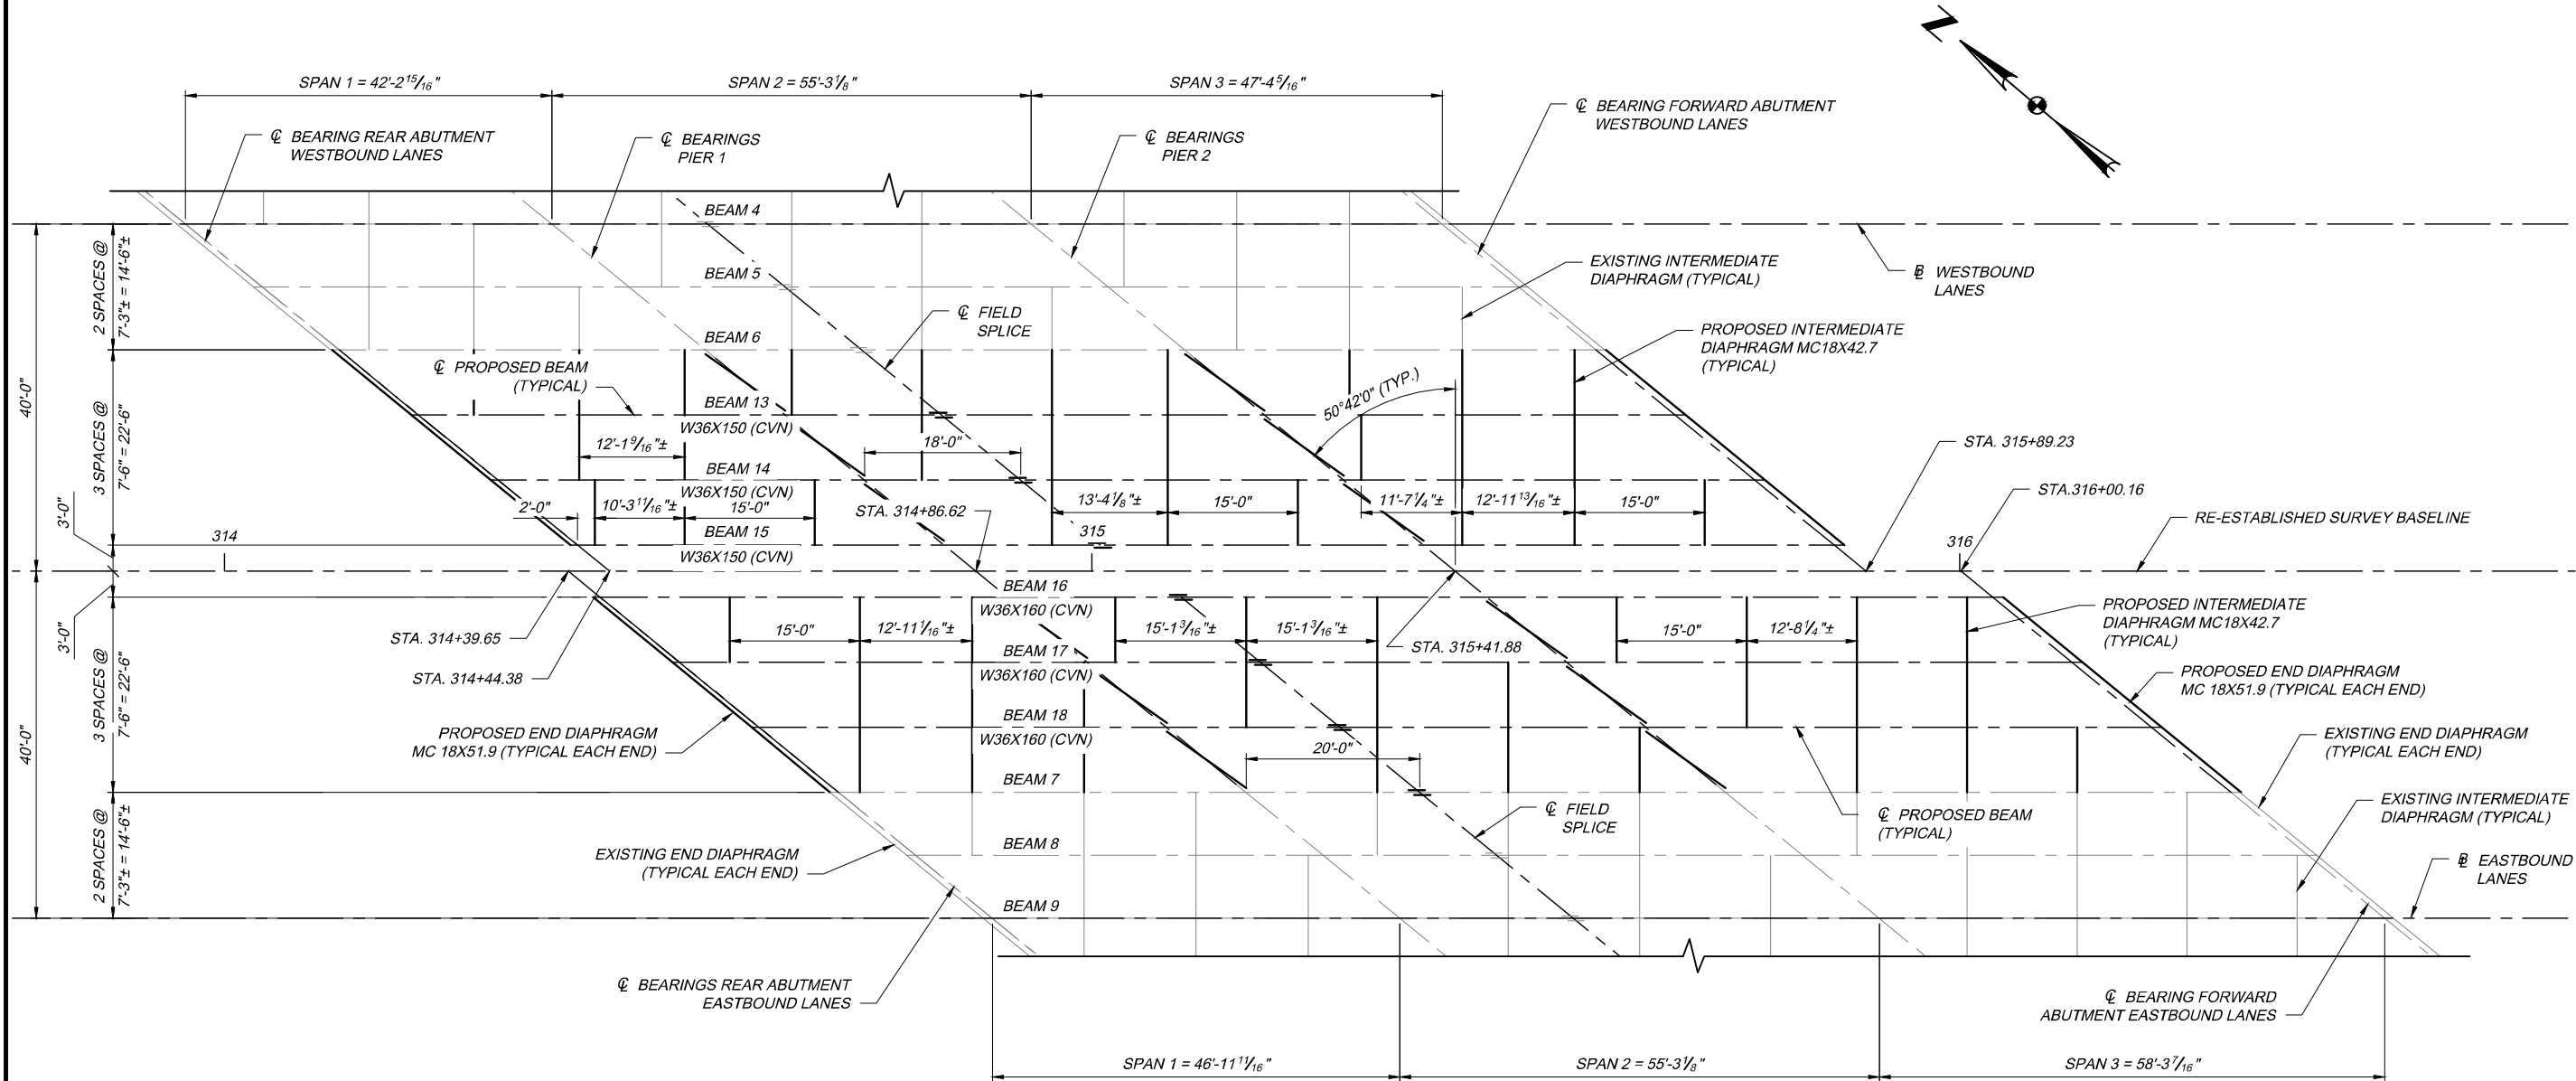 N
SPAN 1 = 42'-2 15/16"
SPAN 2 = 55'-3 1/8"
SPAN 3 = 47'-4 5/16"
℄ BEARING REAR ABUTMENT
WESTBOUND LANES
℄ BEARINGS
PIER 1
℄ BEARINGS
PIER 2
℄ BEARING FORWARD ABUTMENT
WESTBOUND LANES
BEAM 4
BEAM 5
BEAM 6
EXISTING INTERMEDIATE
DIAPHRAGM (TYPICAL)
BL WESTBOUND
LANES
℄ FIELD
SPLICE
PROPOSED INTERMEDIATE
DIAPHRAGM MC18X42.7
(TYPICAL)
2 SPACES @
7'-3"± = 14'-6"±
40'-0"
3 SPACES @
7'-6" = 22'-6"
3'-0"
℄ PROPOSED BEAM
(TYPICAL)
50°42'0" (TYP.)
BEAM 13
W36X150 (CVN)
12'-1 9/16"±
18'-0"
BEAM 14
W36X150 (CVN)
2'-0"
10'-3 11/16"±
15'-0"
STA. 314+86.62
13'-4 1/8"±
15'-0"
11'-7 1/4"±
12'-11 13/16"±
15'-0"
STA. 315+89.23
STA.316+00.16
RE-ESTABLISHED SURVEY BASELINE
BEAM 15
W36X150 (CVN)
314
315
316
BEAM 16
W36X160 (CVN)
3'-0"
STA. 314+39.65
STA. 314+44.38
15'-0"
12'-11 1/16"±
15'-1 3/16"±
15'-1 3/16"±
STA. 315+41.88
15'-0"
12'-8 1/4"±
PROPOSED INTERMEDIATE
DIAPHRAGM MC18X42.7
(TYPICAL)
BEAM 17
W36X160 (CVN)
PROPOSED END DIAPHRAGM
MC 18X51.9 (TYPICAL EACH END)
3 SPACES @
7'-6" = 22'-6"
40'-0"
BEAM 18
W36X160 (CVN)
PROPOSED END DIAPHRAGM
MC 18X51.9 (TYPICAL EACH END)
20'-0"
EXISTING END DIAPHRAGM
(TYPICAL EACH END)
BEAM 7
℄ FIELD
SPLICE
℄ PROPOSED BEAM
(TYPICAL)
EXISTING INTERMEDIATE
DIAPHRAGM (TYPICAL)
2 SPACES @
7'-3"± = 14'-6"±
EXISTING END DIAPHRAGM
(TYPICAL EACH END)
BEAM 8
BL EASTBOUND
LANES
BEAM 9
℄ BEARINGS REAR ABUTMENT
EASTBOUND LANES
℄ BEARING FORWARD
ABUTMENT EASTBOUND LANES
SPAN 1 = 46'-11 11/16"
SPAN 2 = 55'-3 1/8"
SPAN 3 = 58'-3 7/16"